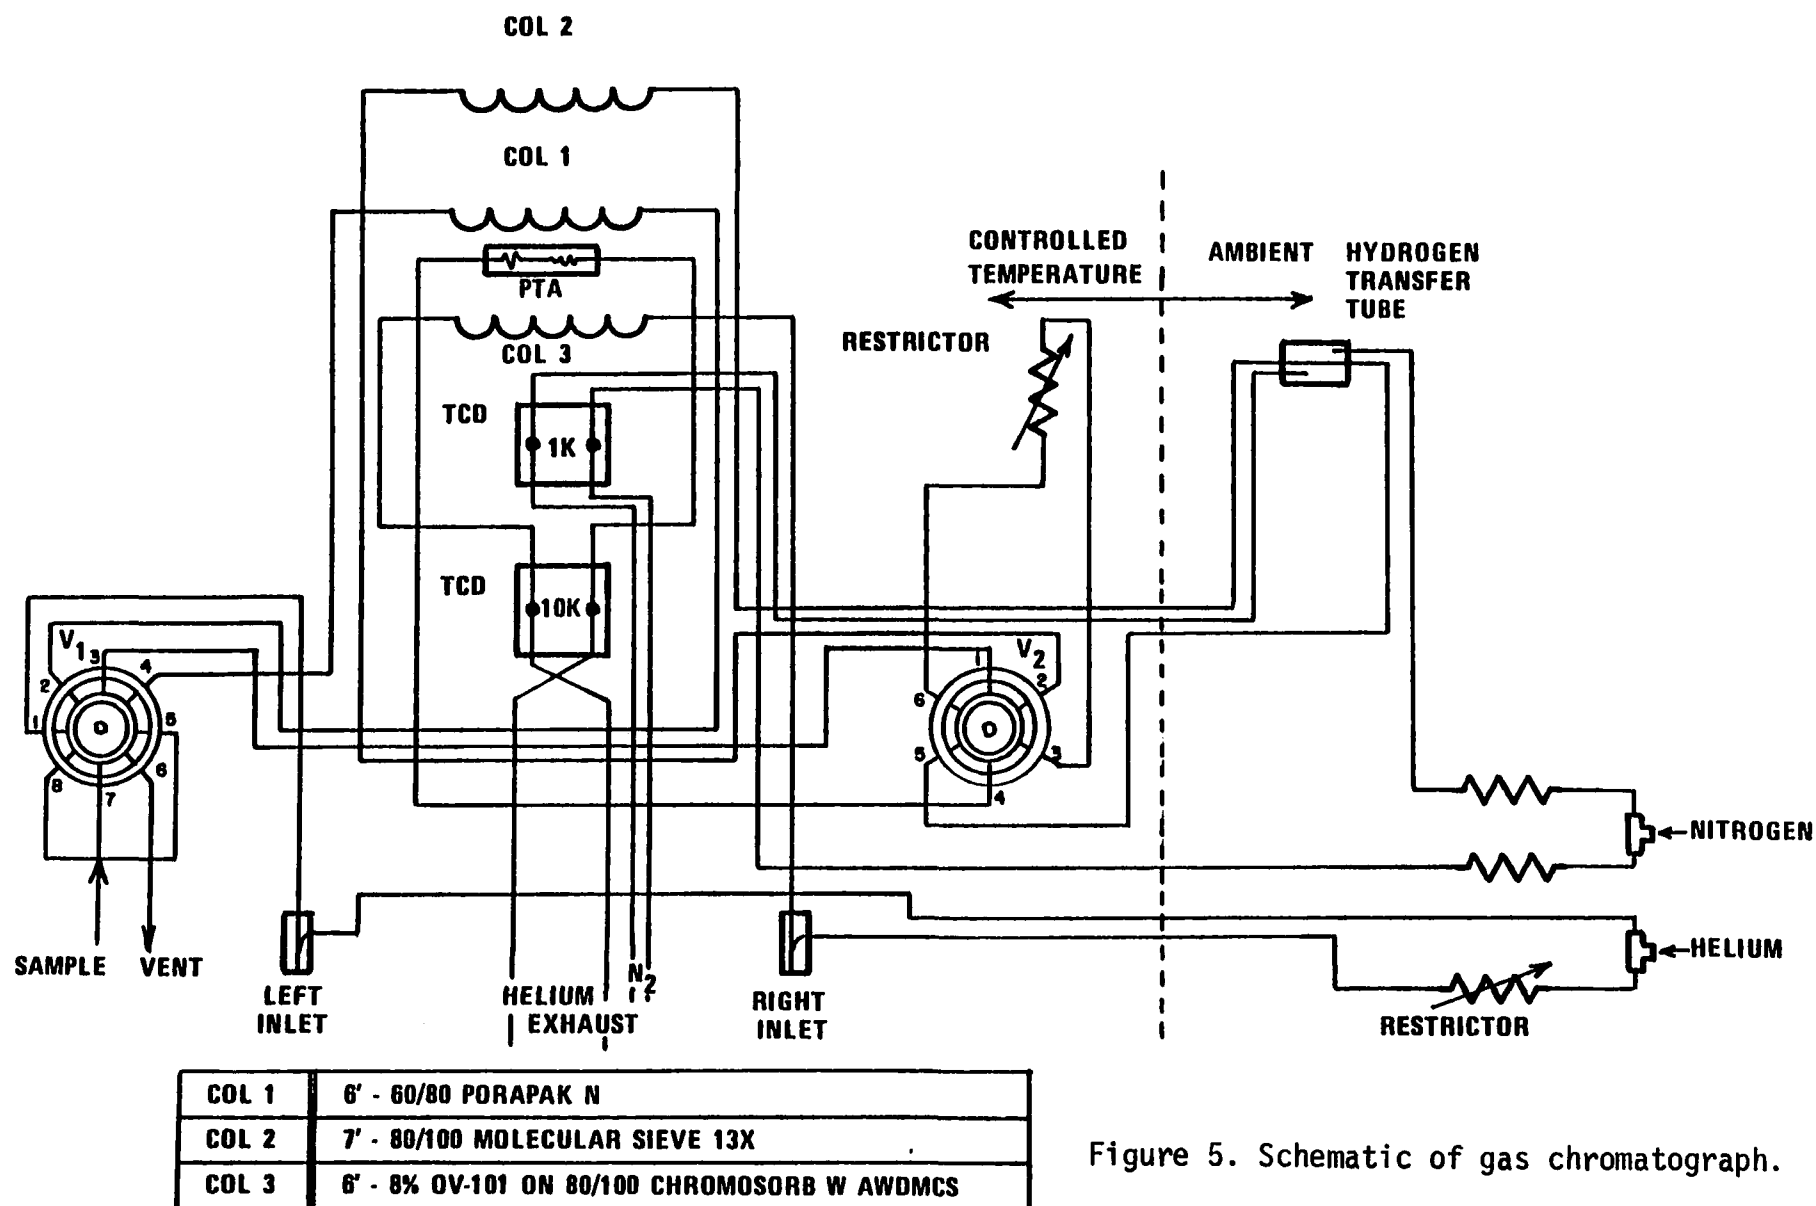 COL 2
COL 1
PTA
COL 3
CONTROLLED
TEMPERATURE
AMBIENT
HYDROGEN
TRANSFER
TUBE
RESTRICTOR
TCD
1K
TCD
10K
V1
1
2
3
4
5
6
7
8
V2
1
2
3
4
5
6
NITROGEN
HELIUM
RESTRICTOR
SAMPLE
VENT
LEFT
INLET
HELIUM
EXHAUST
N2
RIGHT
INLET
COL 1 6' - 60/80 PORAPAK N
COL 2 7' - 80/100 MOLECULAR SIEVE 13X
COL 3 6' - 8% OV-101 ON 80/100 CHROMOSORB W AWDMCS
Figure 5. Schematic of gas chromatograph.